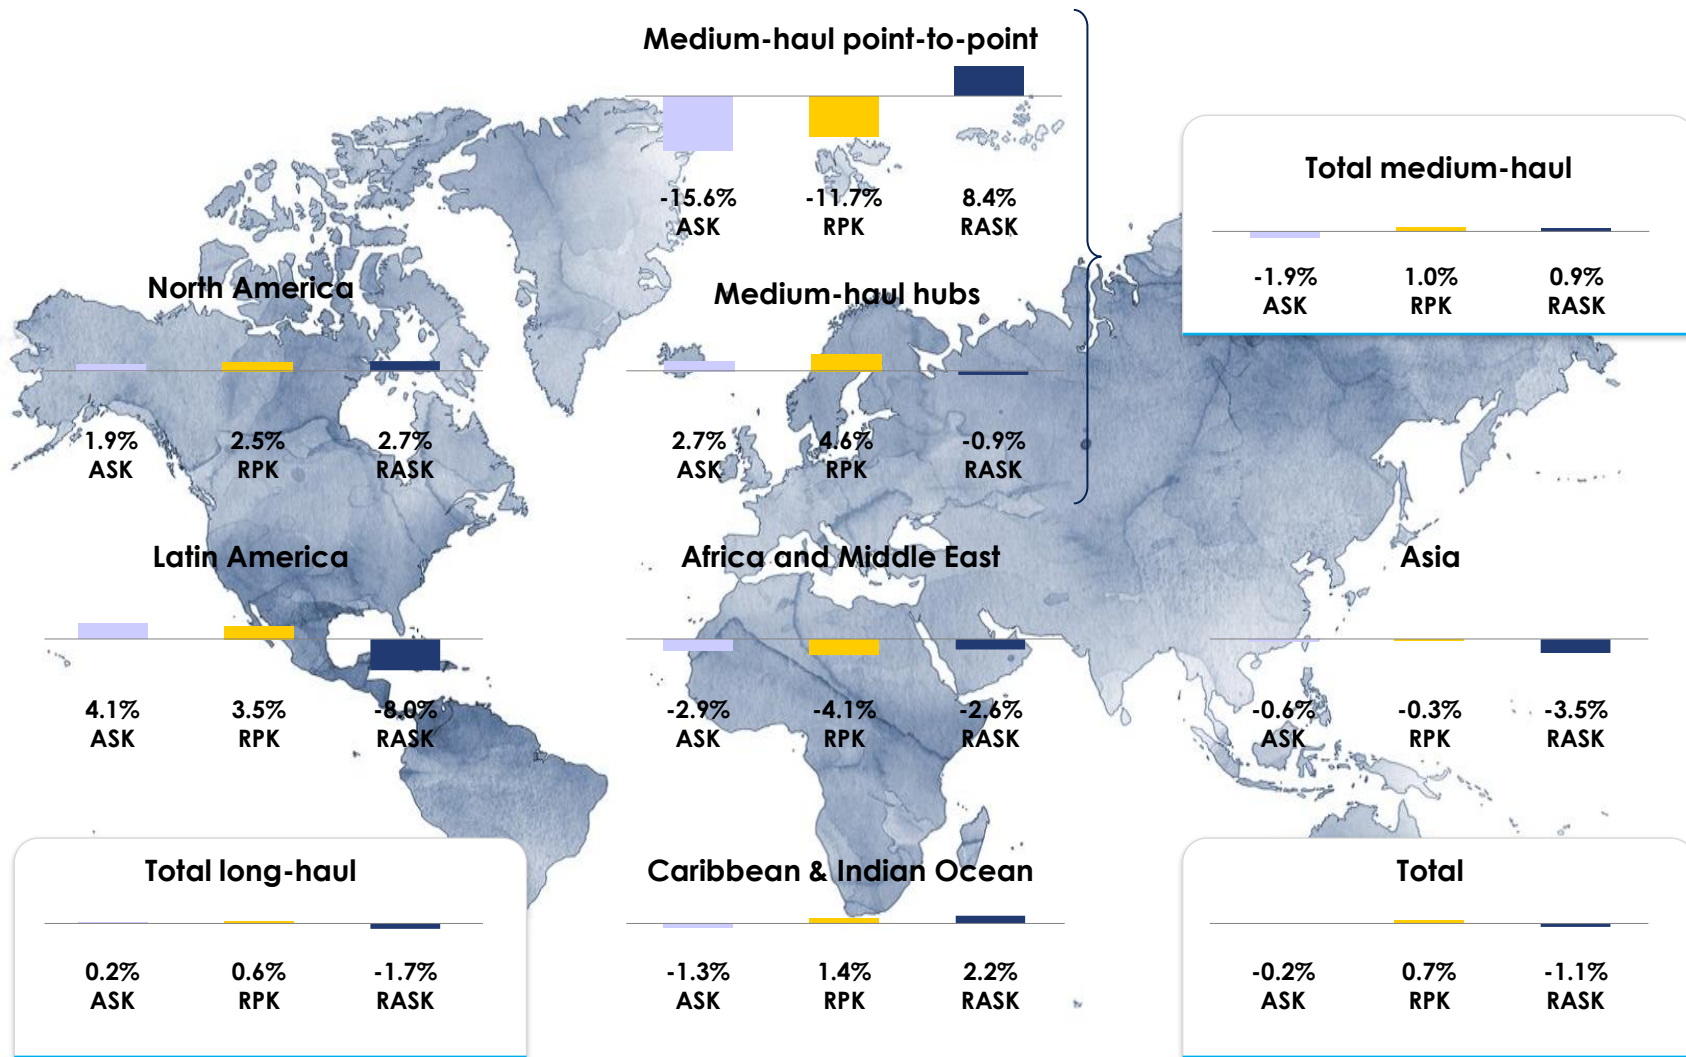 Medium-haul point-to-point
-15.6% -11.7% 8.4%
ASK RPK RASK
Total medium-haul
-1.9% 1.0% 0.9%
ASK RPK RASK
North America
1.9% 2.5% 2.7%
ASK RPK RASK
Medium-haul hubs
2.7% 4.6% -0.9%
ASK RPK RASK
Latin America
4.1% 3.5% -8.0%
ASK RPK RASK
Africa and Middle East
-2.9% -4.1% -2.6%
ASK RPK RASK
Asia
-0.6% -0.3% -3.5%
ASK RPK RASK
Total long-haul
0.2% 0.6% -1.7%
ASK RPK RASK
Caribbean & Indian Ocean
-1.3% 1.4% 2.2%
ASK RPK RASK
Total
-0.2% 0.7% -1.1%
ASK RPK RASK